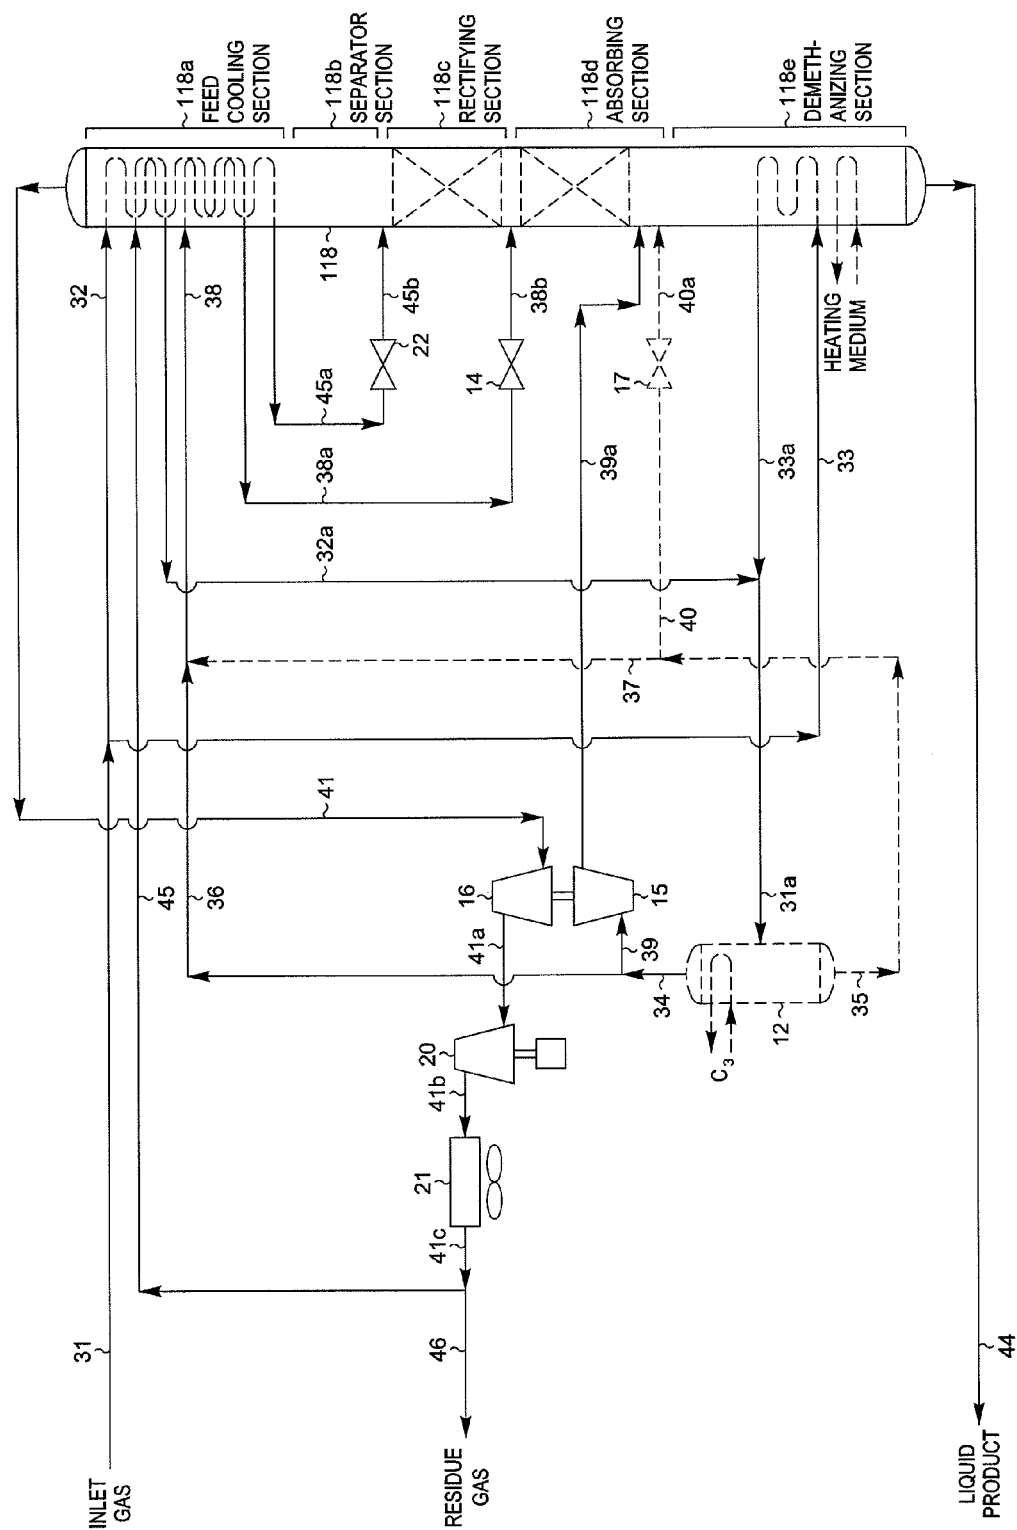 118a
FEED
COOLING
SECTION
118b
SEPARATOR
SECTION
118c
RECTIFYING
SECTION
118d
ABSORBING
SECTION
118e
DEMETH-
ANIZING
SECTION
32
38
118
45b
38b
40a
HEATING
MEDIUM
22
14
17
45a
38a
39a
33a
33
32a
40
37
41
45
36
16
15
31a
41a
39
34
35
12
C3
20
41b
21
41c
31
46
44
INLET
GAS
RESIDUE
GAS
LIQUID
PRODUCT